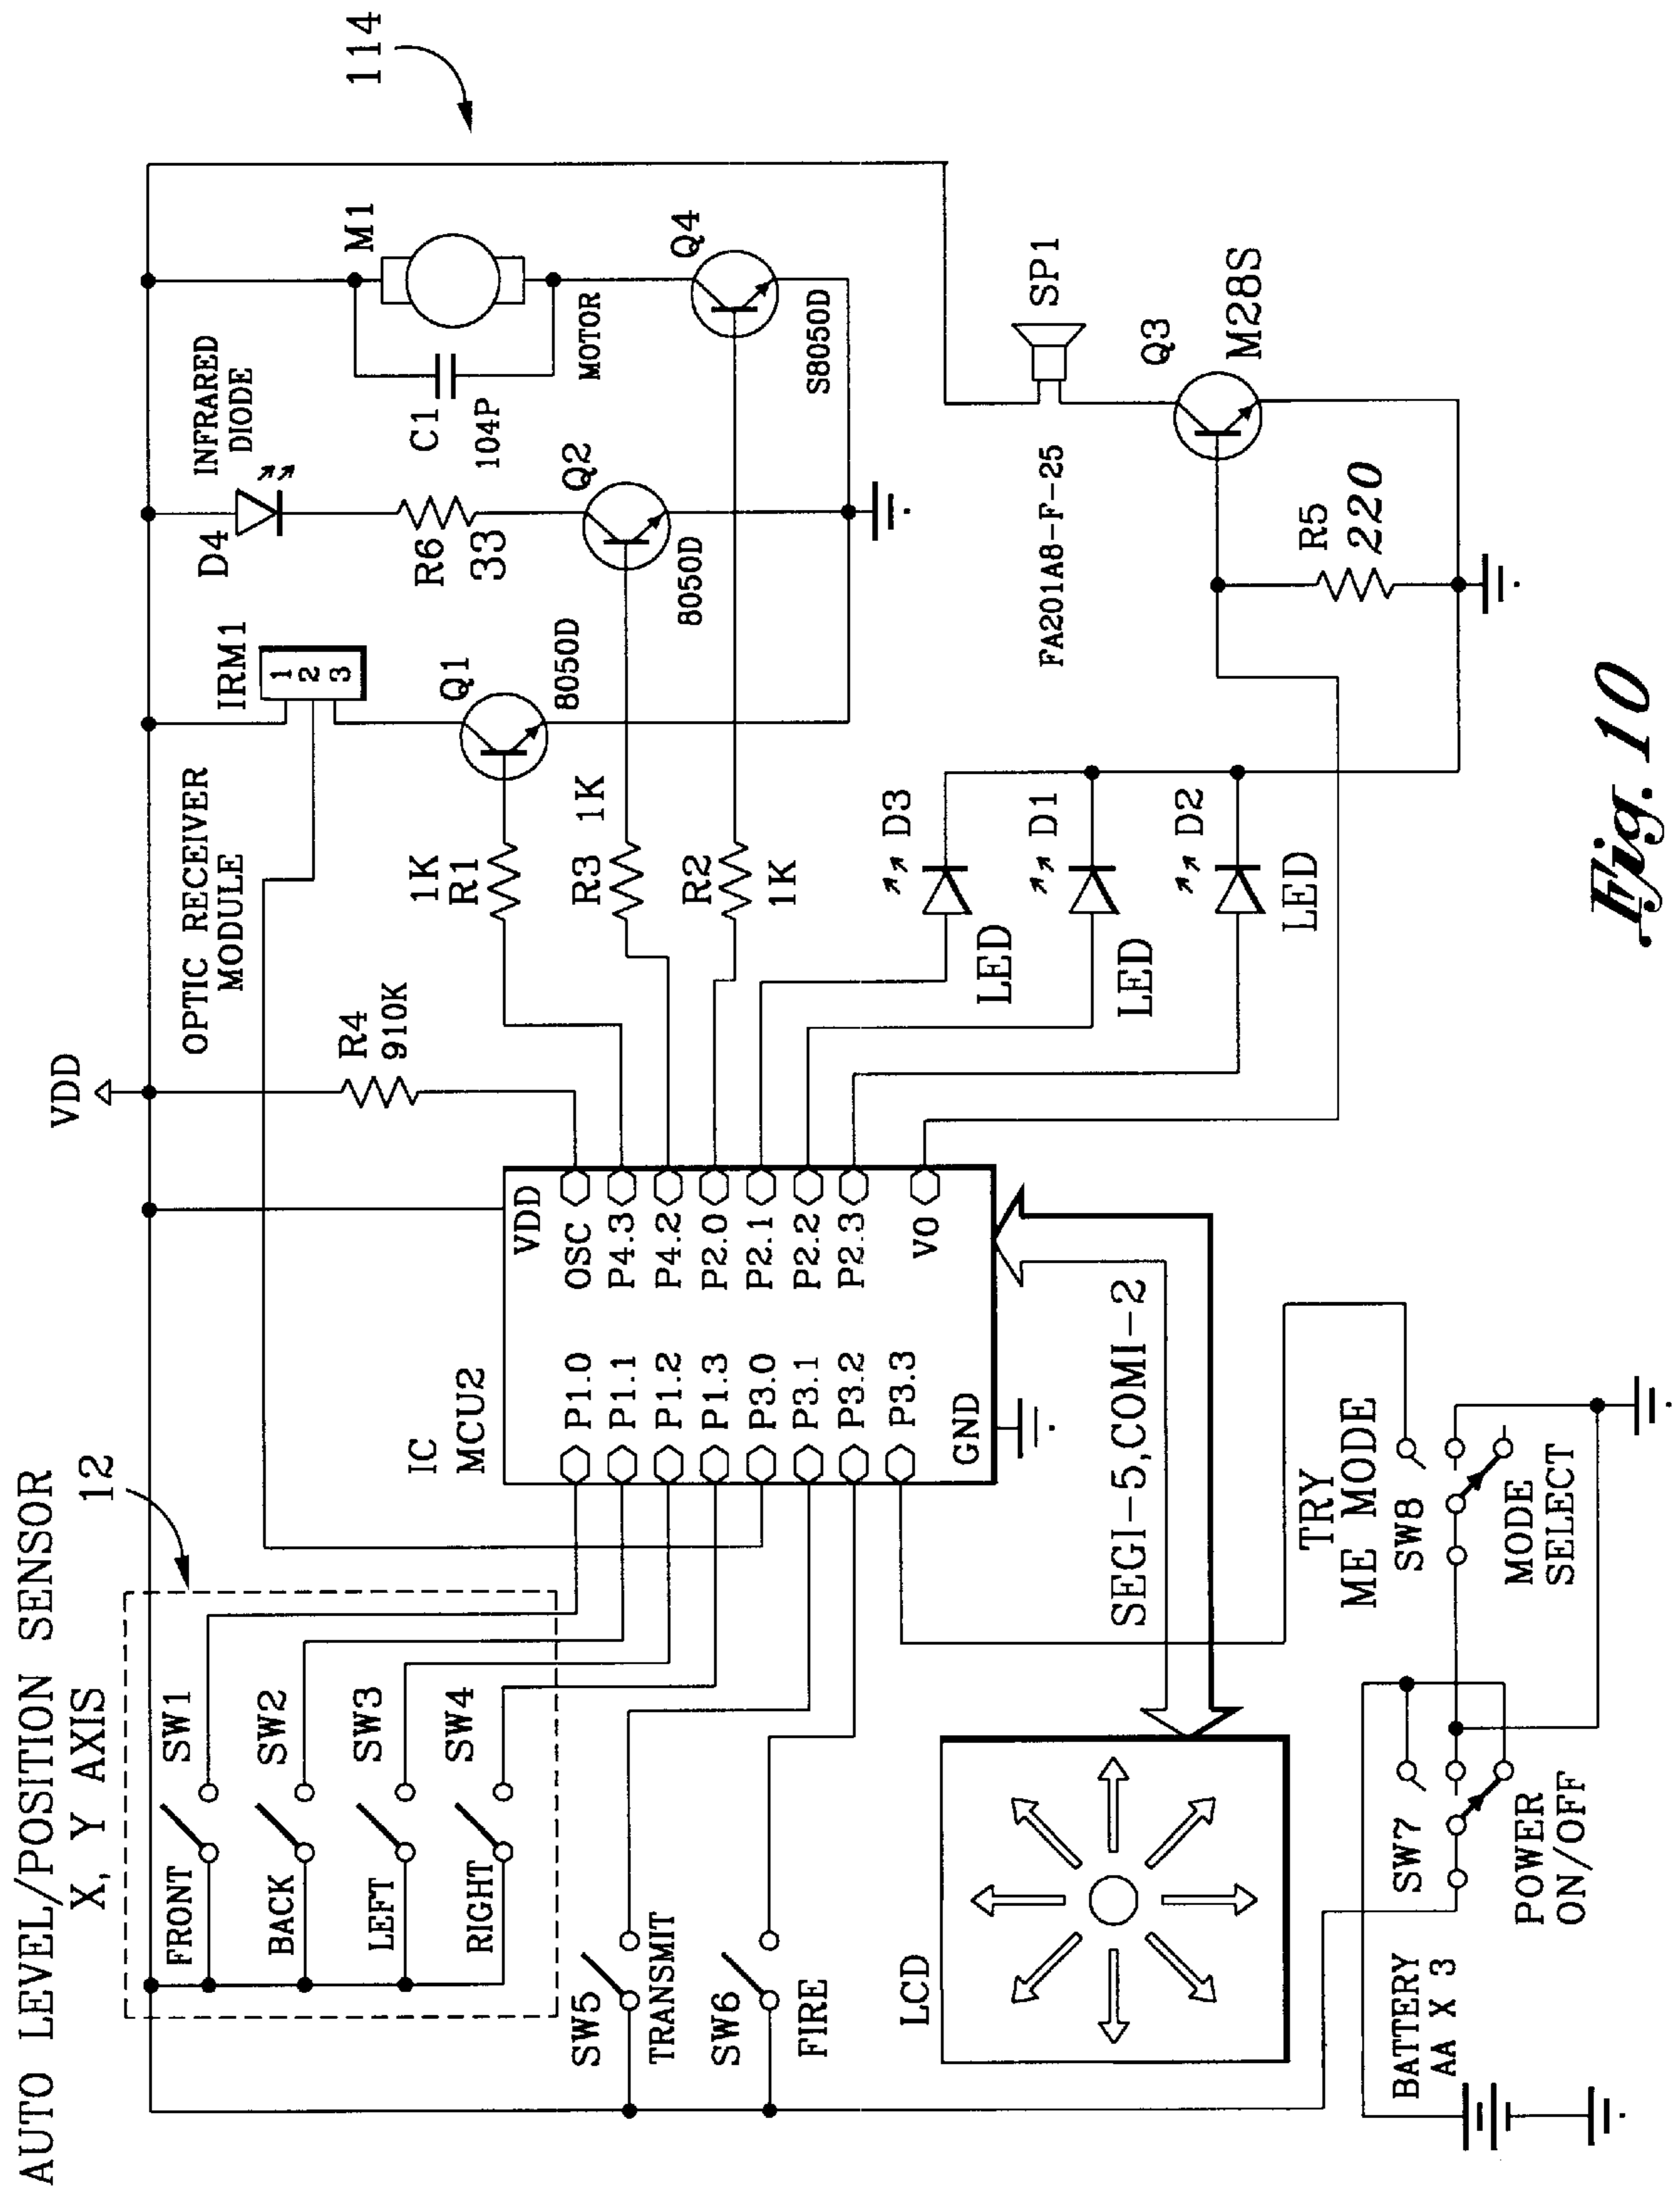 AUTO LEVEL/POSITION SENSOR
X, Y AXIS
12
VDD
114
FRONT
SW1
BACK
SW2
LEFT
SW3
RIGHT
SW4
SW5
TRANSMIT
SW6
FIRE
IC
MCU2
P1.0
P1.1
P1.2
P1.3
P3.0
P3.1
P3.2
P3.3
GND
VDD
OSC
P4.3
P4.2
P2.0
P2.1
P2.2
P2.3
VO
OPTIC RECEIVER
MODULE
R4
910K
IRM1
1
2
3
D4
INFRARED
DIODE
R6
33
C1
104P
M1
MOTOR
1K
R1
Q1
8050D
R3
1K
Q2
8050D
R2
1K
Q4
S8050D
D3
LED
D1
LED
D2
LED
FA201A8-F-25
SP1
Q3
M28S
R5
220
LCD
SEGI-5,COMI-2
BATTERY
AA X 3
SW7
POWER
ON/OFF
TRY
ME MODE
SW8
MODE
SELECT
Fig. 10